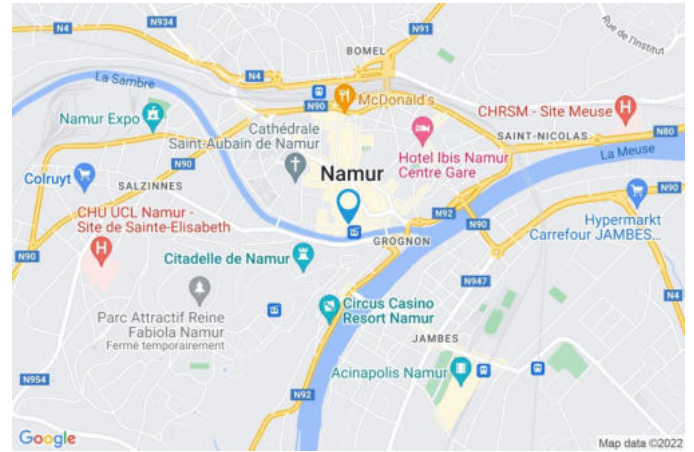 N934
N91
Rue de l'Institut
BOMEL
N4
La Sambre
N90
McDonald's
CHRSM - Site Meuse
Namur Expo
Cathédrale
Saint-Aubain de Namur
SAINT-NICOLAS
N80
Hotel Ibis Namur
Centre Gare
La Meuse
N90
Colruyt
Namur
SALZINNES
N90
CHU UCL Namur -
Site de Sainte-Elisabeth
N92
Hypermarkt
Carrefour JAMBES...
GROGNON
N90
Citadelle de Namur
N947
Parc Attractif Reine
Fabiola Namur
Fermé temporairement
Circus Casino
Resort Namur
N4
JAMBES
Acinapolis Namur
N954
N92
Google
Map data ©2022